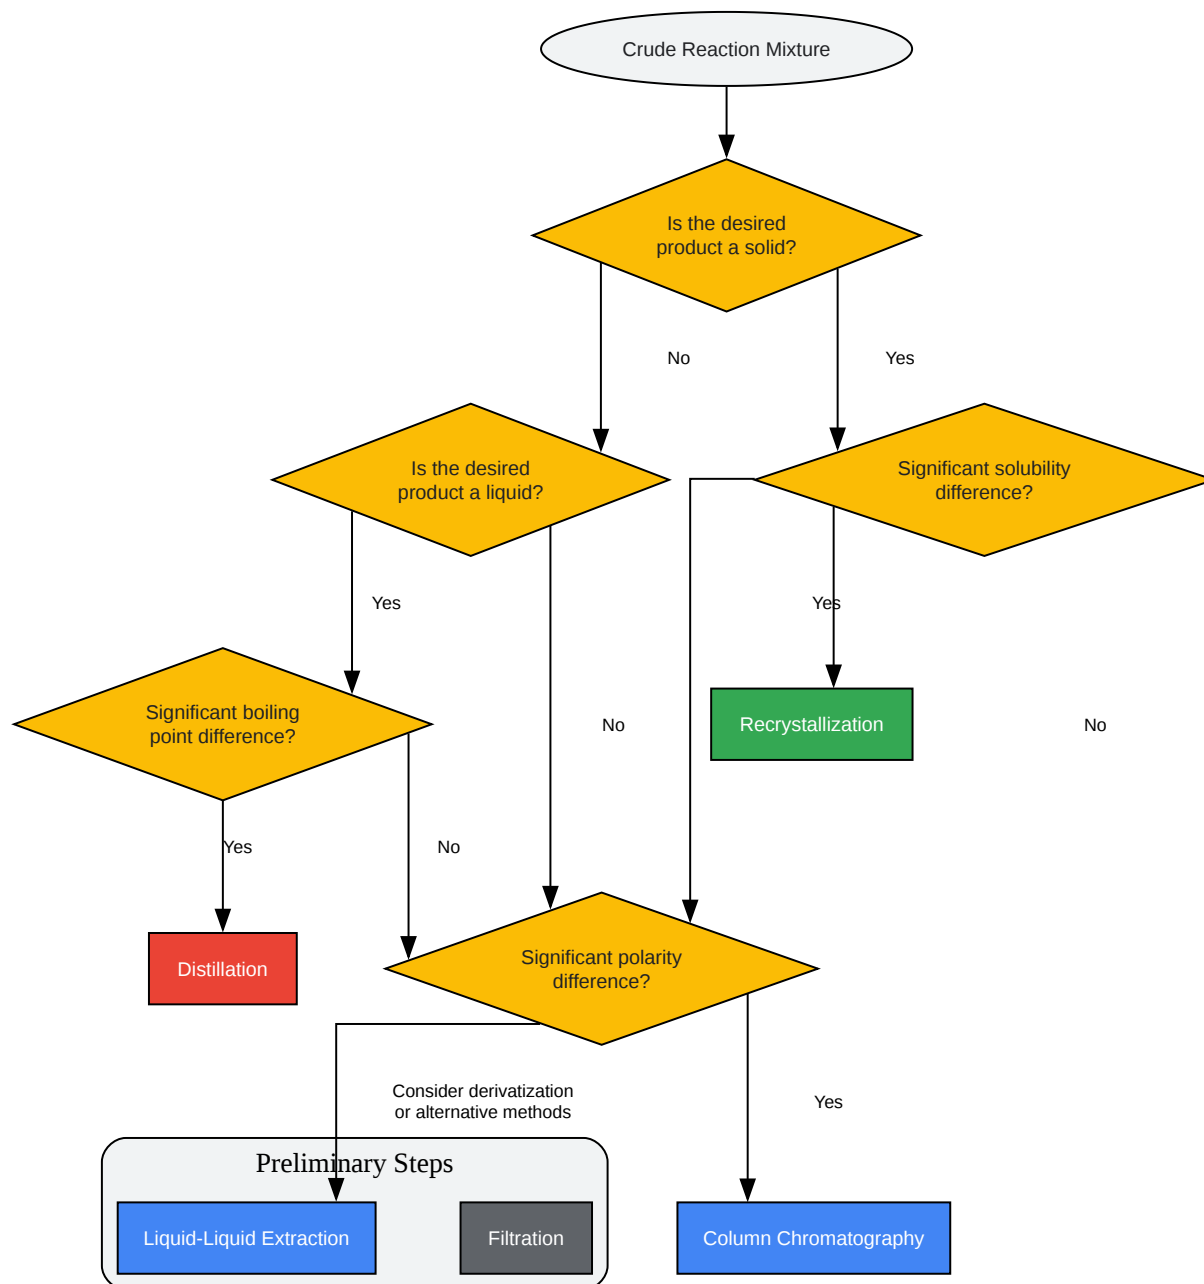 Crude Reaction Mixture
Is the desired
product a solid?
No
Yes
Is the desired
product a liquid?
Significant solubility
difference?
Yes
Yes
Significant boiling
point difference?
No
Recrystallization
No
Yes
No
Distillation
Significant polarity
difference?
Consider derivatization
or alternative methods
Yes
Preliminary Steps
Liquid-Liquid Extraction
Filtration
Column Chromatography